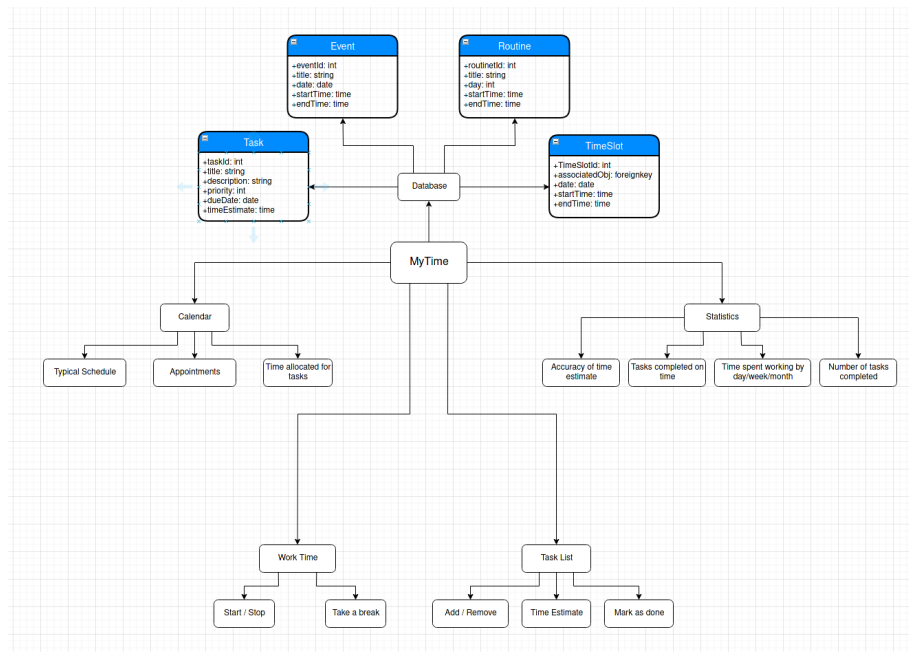 Event
+eventId: int
+title: string
+date: date
+startTime: time
+endTime: time
Routine
+routinetId: int
+title: string
+day: int
+startTime: time
+endTime: time
Task
+taskId: int
+title: string
+description: string
+priority: int
+dueDate: date
+timeEstimate: time
TimeSlot
+TimeSlotId: int
+associatedObj: foreignkey
+date: date
+startTime: time
+endTime: time
Database
MyTime
Calendar
Typical Schedule
Appointments
Time allocated for
tasks
Statistics
Accuracy of time
estimate
Tasks completed on
time
Time spent working by
day/week/month
Number of tasks
completed
Work Time
Start / Stop
Take a break
Task List
Add / Remove
Time Estimate
Mark as done